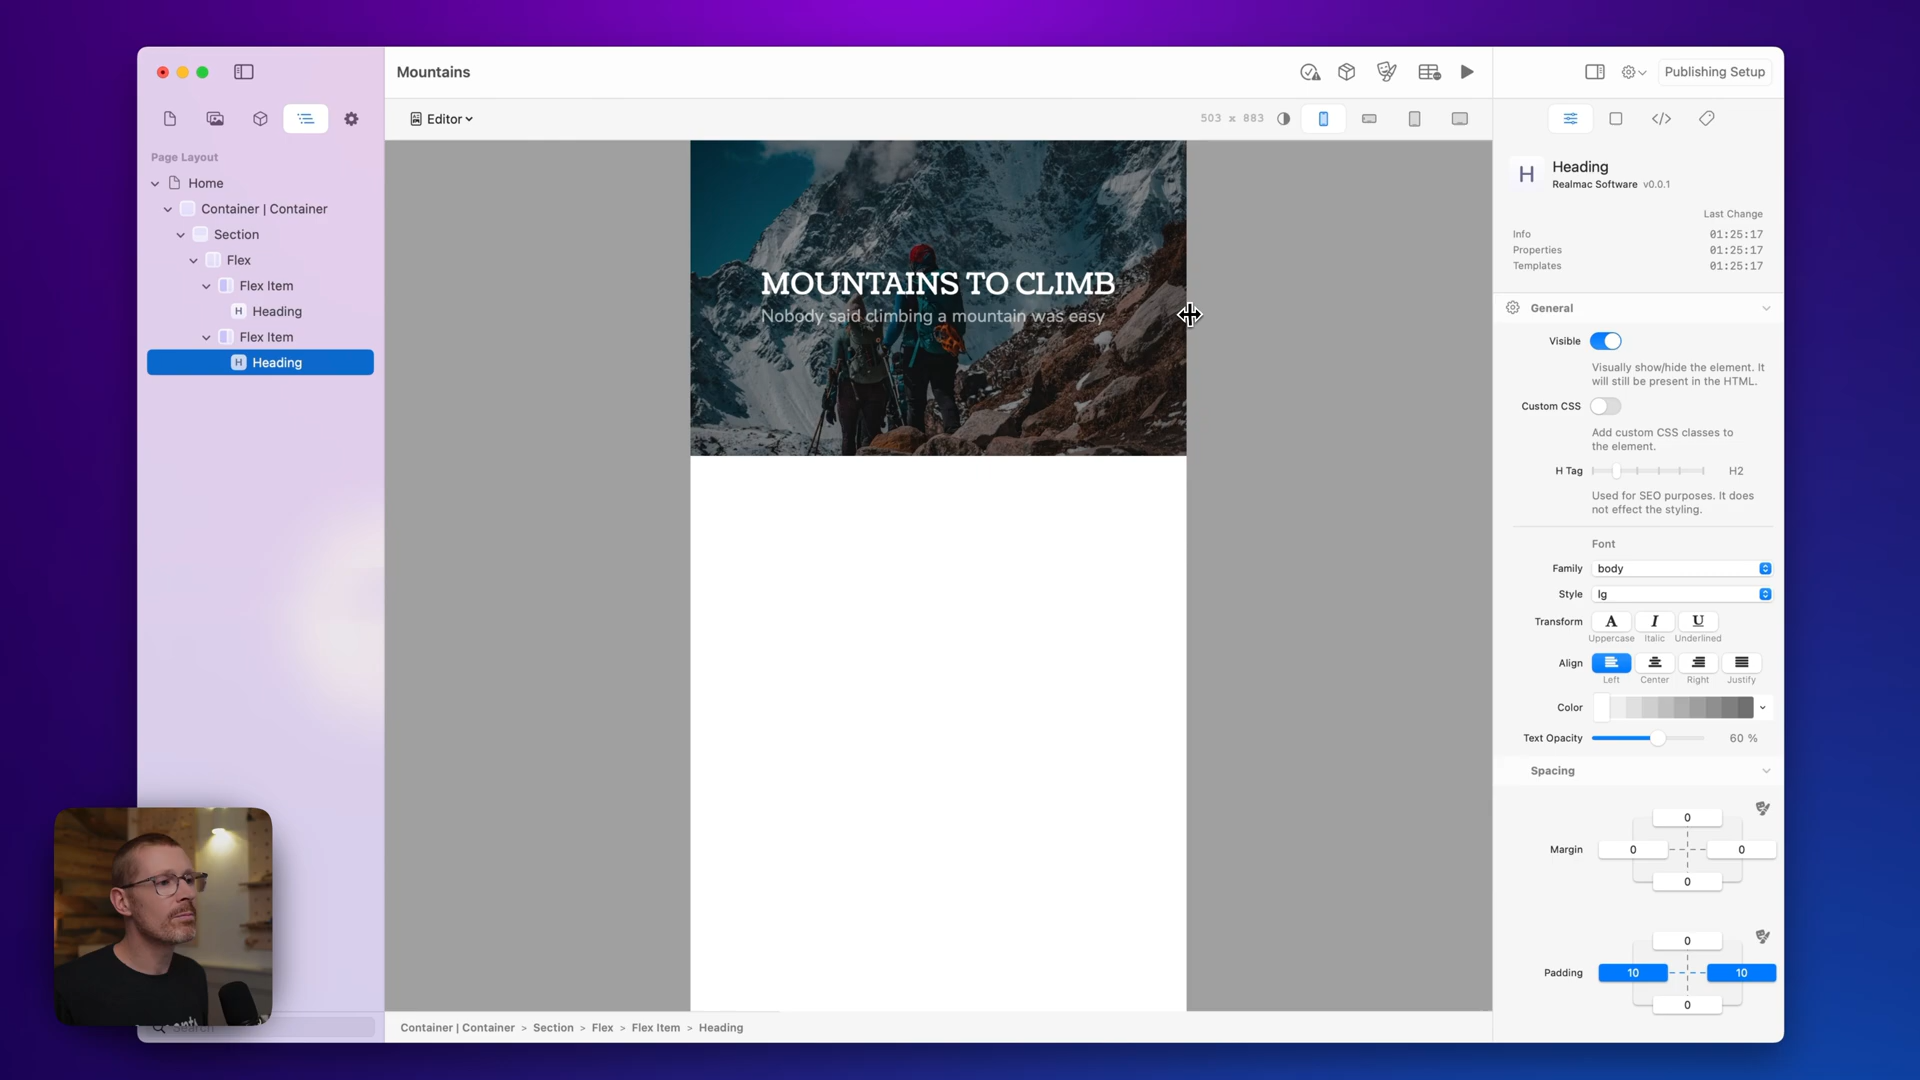 Mountains
Publishing Setup
Editor
503 x 883
Page Layout
Home
Container | Container
Section
Flex
Flex Item
H Heading
Flex Item
H Heading
MOUNTAINS TO CLIMB
Nobody said climbing a mountain was easy
H
Heading
Realmac Software v0.0.1
Last Change
Info 01:25:17
Properties 01:25:17
Templates 01:25:17
General
Visible
Visually show/hide the element. It
will still be present in the HTML.
Custom CSS
Add custom CSS classes to
the element.
H Tag H2
Used for SEO purposes. It does
not effect the styling.
Font
Family body
Style lg
Transform A I U
Uppercase Italic Underlined
Align
Left Center Right Justify
Color
Text Opacity 60 %
Spacing
0
Margin 0 0
0
0
Padding 10 10
0
Search
Container | Container > Section > Flex > Flex Item > Heading